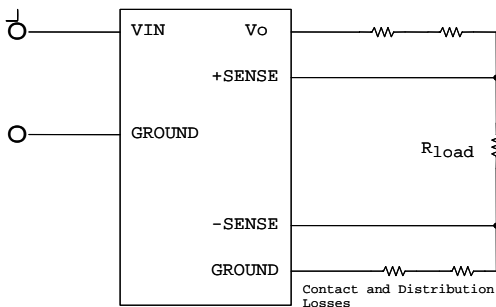 VIN Vo
+SENSE
GROUND
Rload
-SENSE
GROUND
Contact and Distribution
Losses